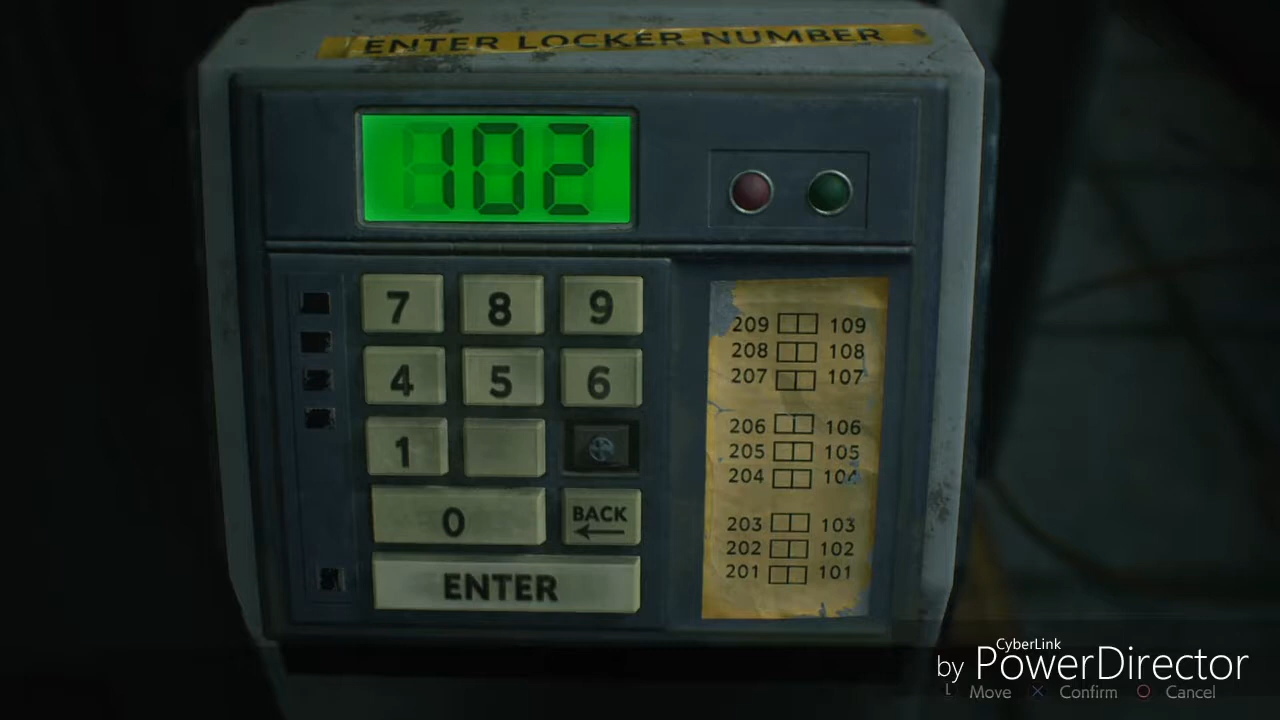 ENTER LOCKER NUMBER
102
7 8 9
4 5 6
1
0 BACK
ENTER
209 109
208 108
207 107
206 106
205 105
204 104
203 103
202 102
201 101
CyberLink
by PowerDirector
L Move X Confirm O Cancel